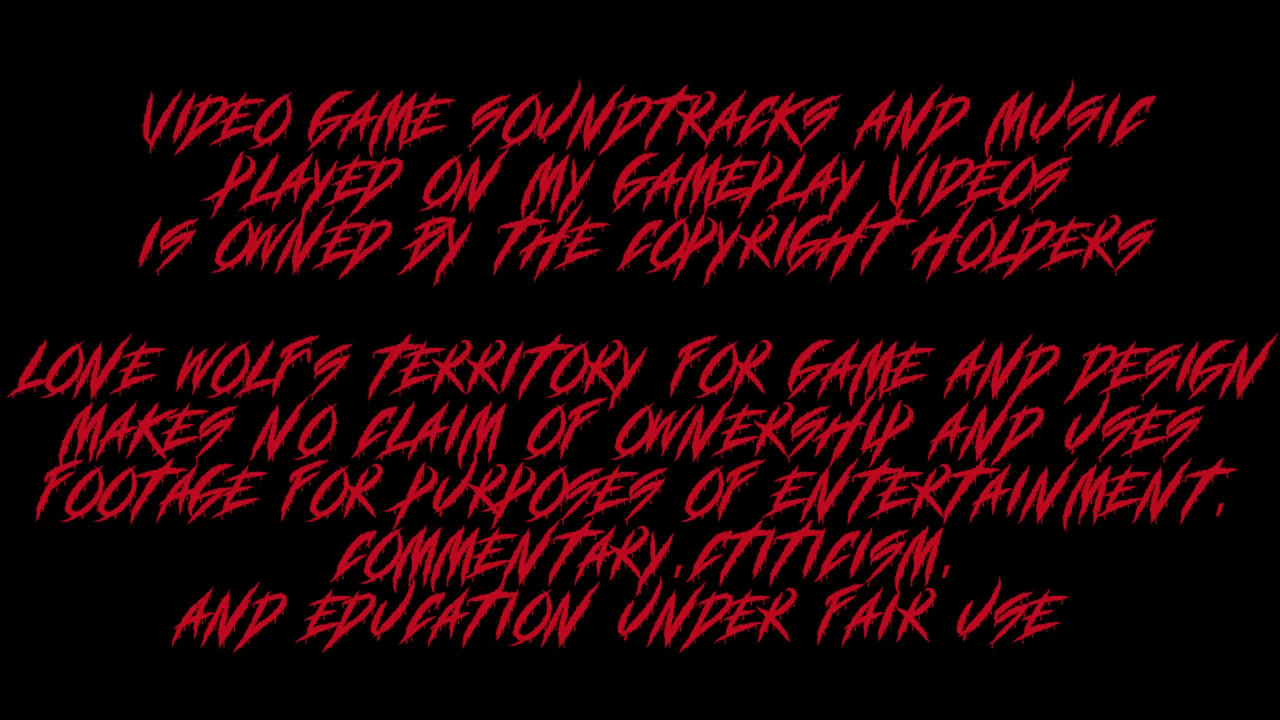 VIDEO GAME SOUNDTRACKS AND MUSIC
PLAYED ON MY GAMEPLAY VIDEOS
IS OWNED BY THE COPYRIGHT HOLDERS
LONE WOLF'S TERRITORY FOR GAME AND DESIGN
MAKES NO CLAIM OF OWNERSHIP AND USES
FOOTAGE FOR PURPOSES OF ENTERTAINMENT,
COMMENTARY, CTITICISM,
AND EDUCATION UNDER FAIR USE